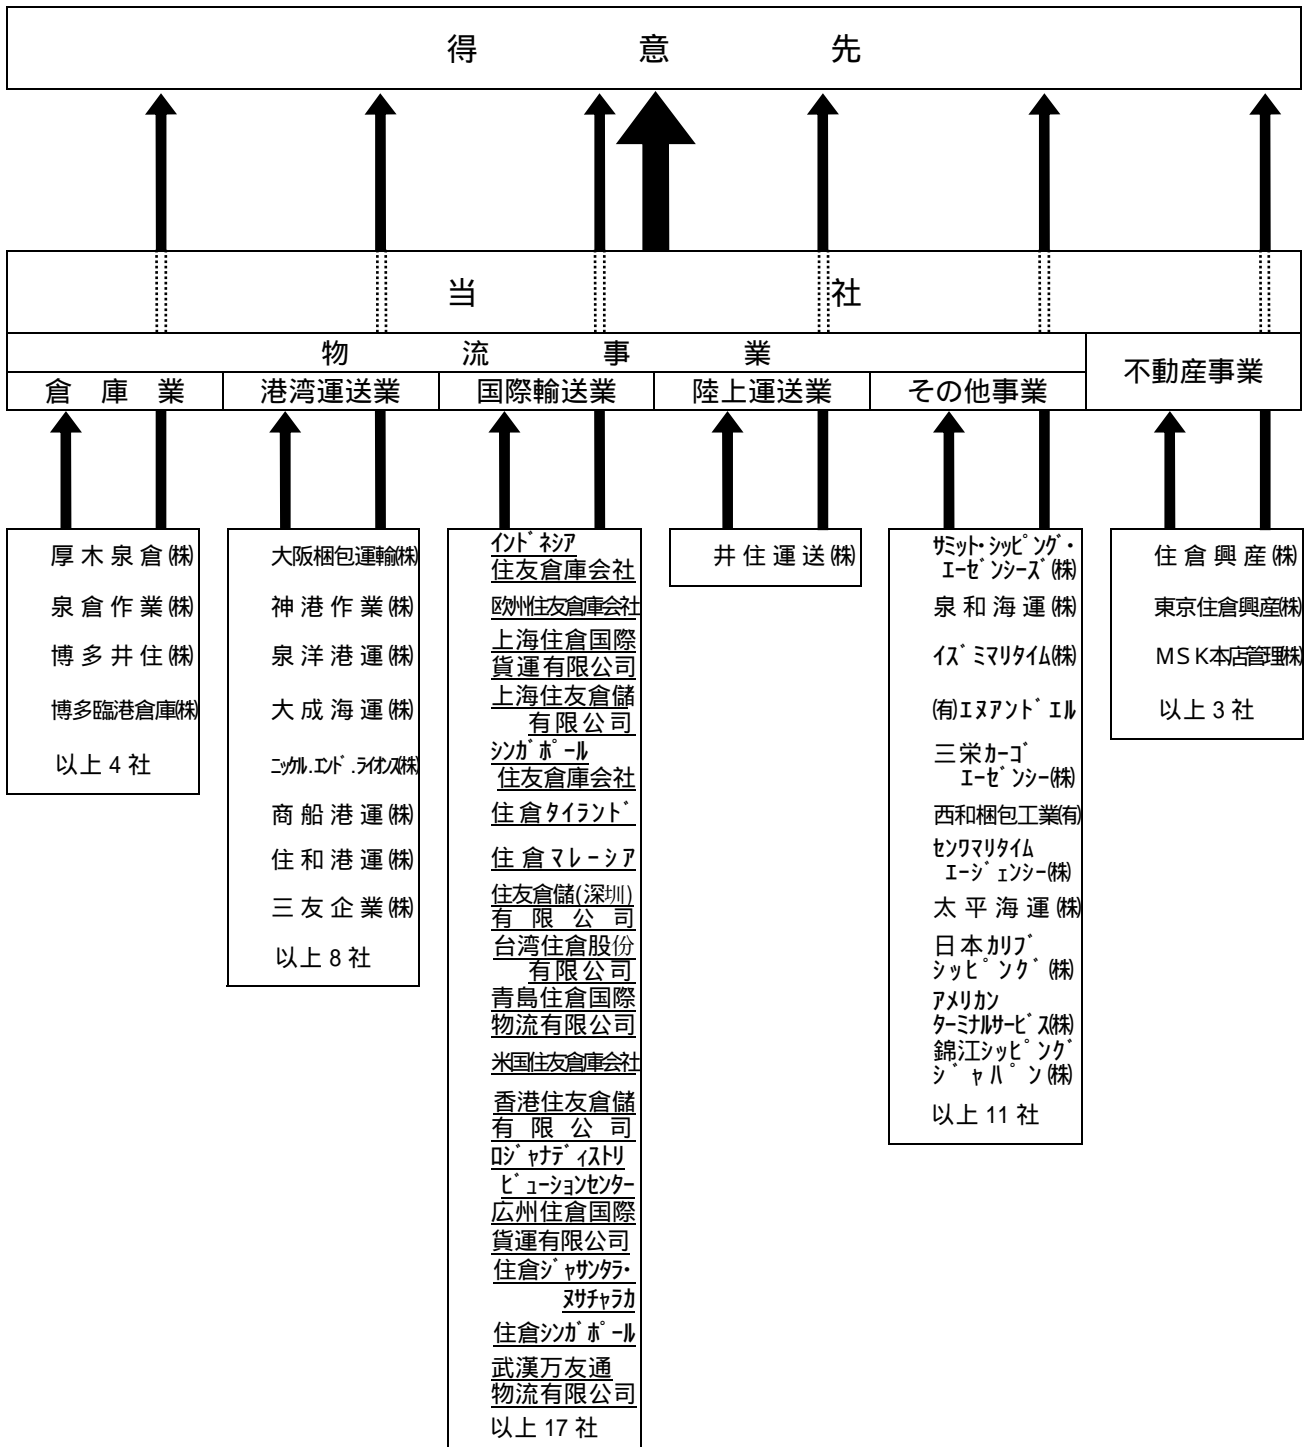 得意先
当社
物流事業
不動産事業
倉庫業
港湾運送業
国際輸送業
陸上運送業
その他事業
厚木泉倉㈱
泉倉作業㈱
博多井住㈱
博多臨港倉庫㈱
以上4社
大阪梱包運輸㈱
神港作業㈱
泉洋港運㈱
大成海運㈱
ニッケル.エンド.ライオンス㈱
商船港運㈱
住和港運㈱
三友企業㈱
以上8社
インドネシア
住友倉庫会社
欧州住友倉庫会社
上海住倉国際
貨運有限公司
上海住友倉儲
有限公司
シンガポール
住友倉庫会社
住倉タイランド
住倉マレーシア
住友倉儲(深圳)
有限公司
台湾住倉股份
有限公司
青島住倉国際
物流有限公司
米国住友倉庫会社
香港住友倉儲
有限公司
ロジャナディストリ
ビューションセンター
広州住倉国際
貨運有限公司
住倉ジャサンタラ・
ヌサチャラカ
住倉シンガポール
武漢万友通
物流有限公司
以上17社
井住運送㈱
サミット・シッピング・
エーゼンシーズ㈱
泉和海運㈱
イズミマリタイム㈱
㈲エヌアンドエル
三栄カーゴ
エーゼンシー㈱
西和梱包工業㈲
センワマリタイム
エージェンシー㈱
太平海運㈱
日本カリブ
シッピング㈱
アメリカン
ターミナルサービス㈱
錦江シッピング
ジャパン㈱
以上11社
住倉興産㈱
東京住倉興産㈱
MSK本店管理㈱
以上3社